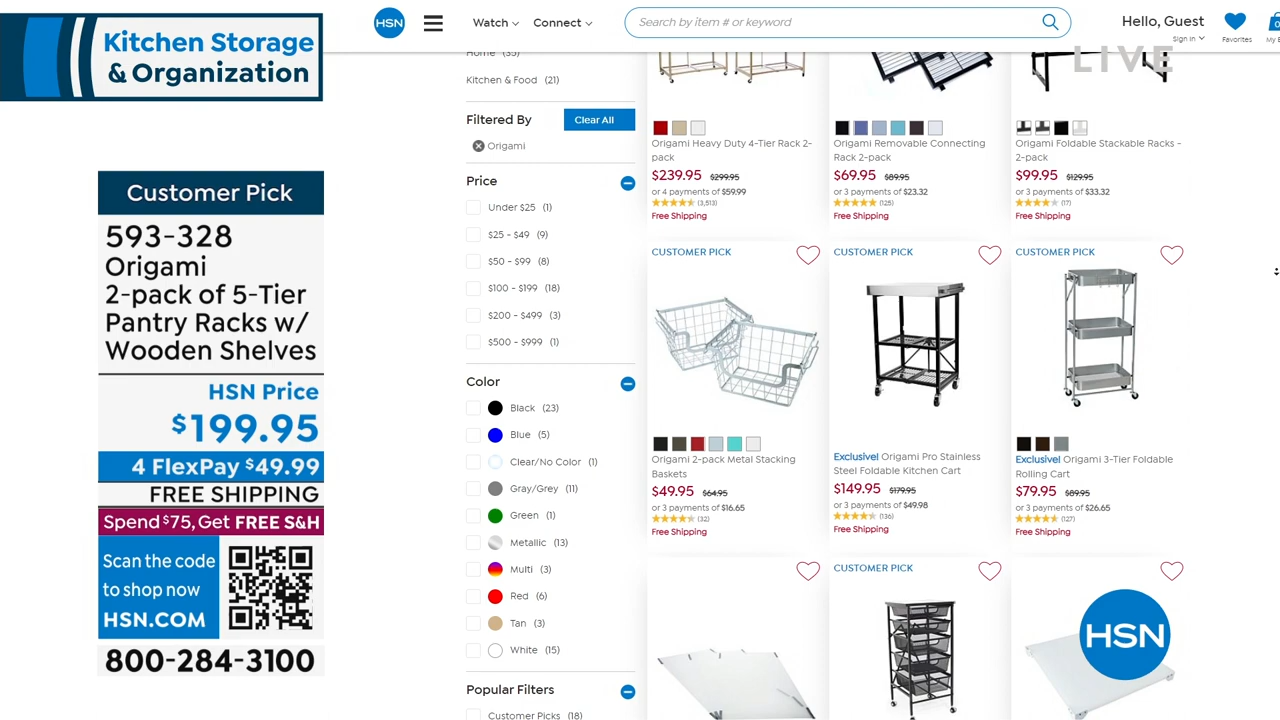 Kitchen Storage
& Organization
Customer Pick
593-328
Origami
2-pack of 5-Tier
Pantry Racks w/
Wooden Shelves
HSN Price
$199.95
4 FlexPay $49.99
FREE SHIPPING
Spend $75, Get FREE S&H
Scan the code
to shop now
HSN.COM
800-284-3100
HSN
Watch
Connect
Search by item # or keyword
Hello, Guest
Sign In
Favorites
My
0
LIVE
Home (35)
Kitchen & Food (21)
Filtered By
Clear All
Origami
Price
Under $25 (1)
$25 - $49 (9)
$50 - $99 (8)
$100 - $199 (18)
$200 - $499 (3)
$500 - $999 (1)
Color
Black (23)
Blue (5)
Clear/No Color (1)
Gray/Grey (11)
Green (1)
Metallic (13)
Multi (3)
Red (6)
Tan (3)
White (15)
Popular Filters
Customer Picks (18)
Origami Heavy Duty 4-Tier Rack 2-
pack
$239.95 $299.95
or 4 payments of $59.99
(3,513)
Free Shipping
Origami Removable Connecting
Rack 2-pack
$69.95 $89.95
or 3 payments of $23.32
(125)
Free Shipping
Origami Foldable Stackable Racks -
2-pack
$99.95 $129.95
or 3 payments of $33.32
(17)
Free Shipping
CUSTOMER PICK
Origami 2-pack Metal Stacking
Baskets
$49.95 $64.95
or 3 payments of $16.65
(32)
Free Shipping
CUSTOMER PICK
Exclusive! Origami Pro Stainless
Steel Foldable Kitchen Cart
$149.95 $179.95
or 3 payments of $49.98
(136)
Free Shipping
CUSTOMER PICK
Exclusive! Origami 3-Tier Foldable
Rolling Cart
$79.95 $89.95
or 3 payments of $26.65
(127)
Free Shipping
CUSTOMER PICK
HSN